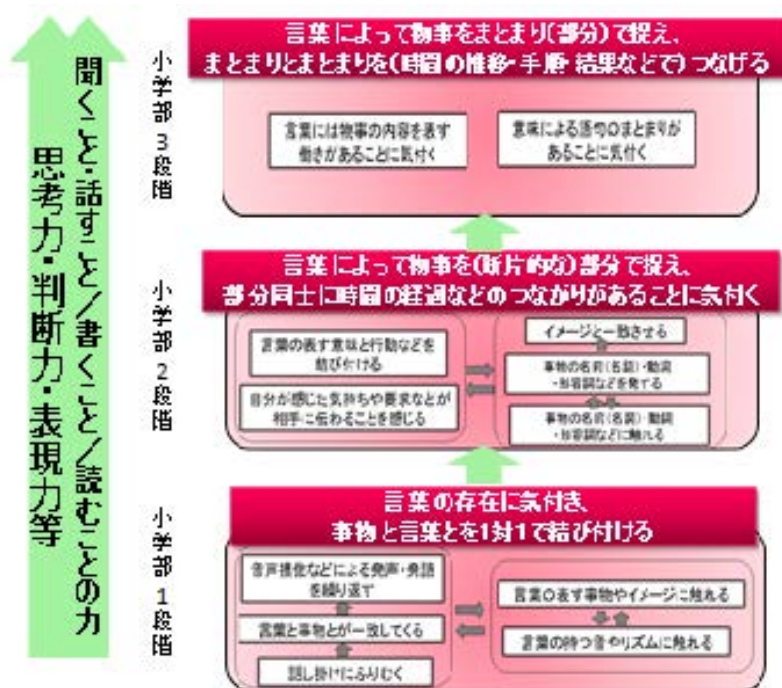 聞くこと・話すこと／書くこと／読むことの力
思考力・判断力・表現力等
小学部3段階
言葉によって物事をまとまり(部分)で捉え、
まとまりとまとまりを(時間の推移・手順・結果などで)つなげる
言葉には物事の内容を表す
働きがあることに気付く
意味による語句のまとまりが
あることに気付く
小学部2段階
言葉によって物事を(断片的な)部分で捉え、
部分同士に時間の経過などのつながりがあることに気付く
言葉の表す意味と行動などを
結び付ける
自分が感じた気持ちや要求などが
相手に伝わることを感じる
イメージと一致させる
事物の名前(名詞)・動詞
・形容詞などを発する
事物の名前(名詞)・動詞
・形容詞などに触れる
小学部1段階
言葉の存在に気付き、
事物と言葉とを1対1で結び付ける
音声模倣などによる発声・発語
を繰り返す
言葉と事物とが一致してくる
話し掛けにふりむく
言葉の表す事物やイメージに触れる
言葉の持つ音やリズムに触れる